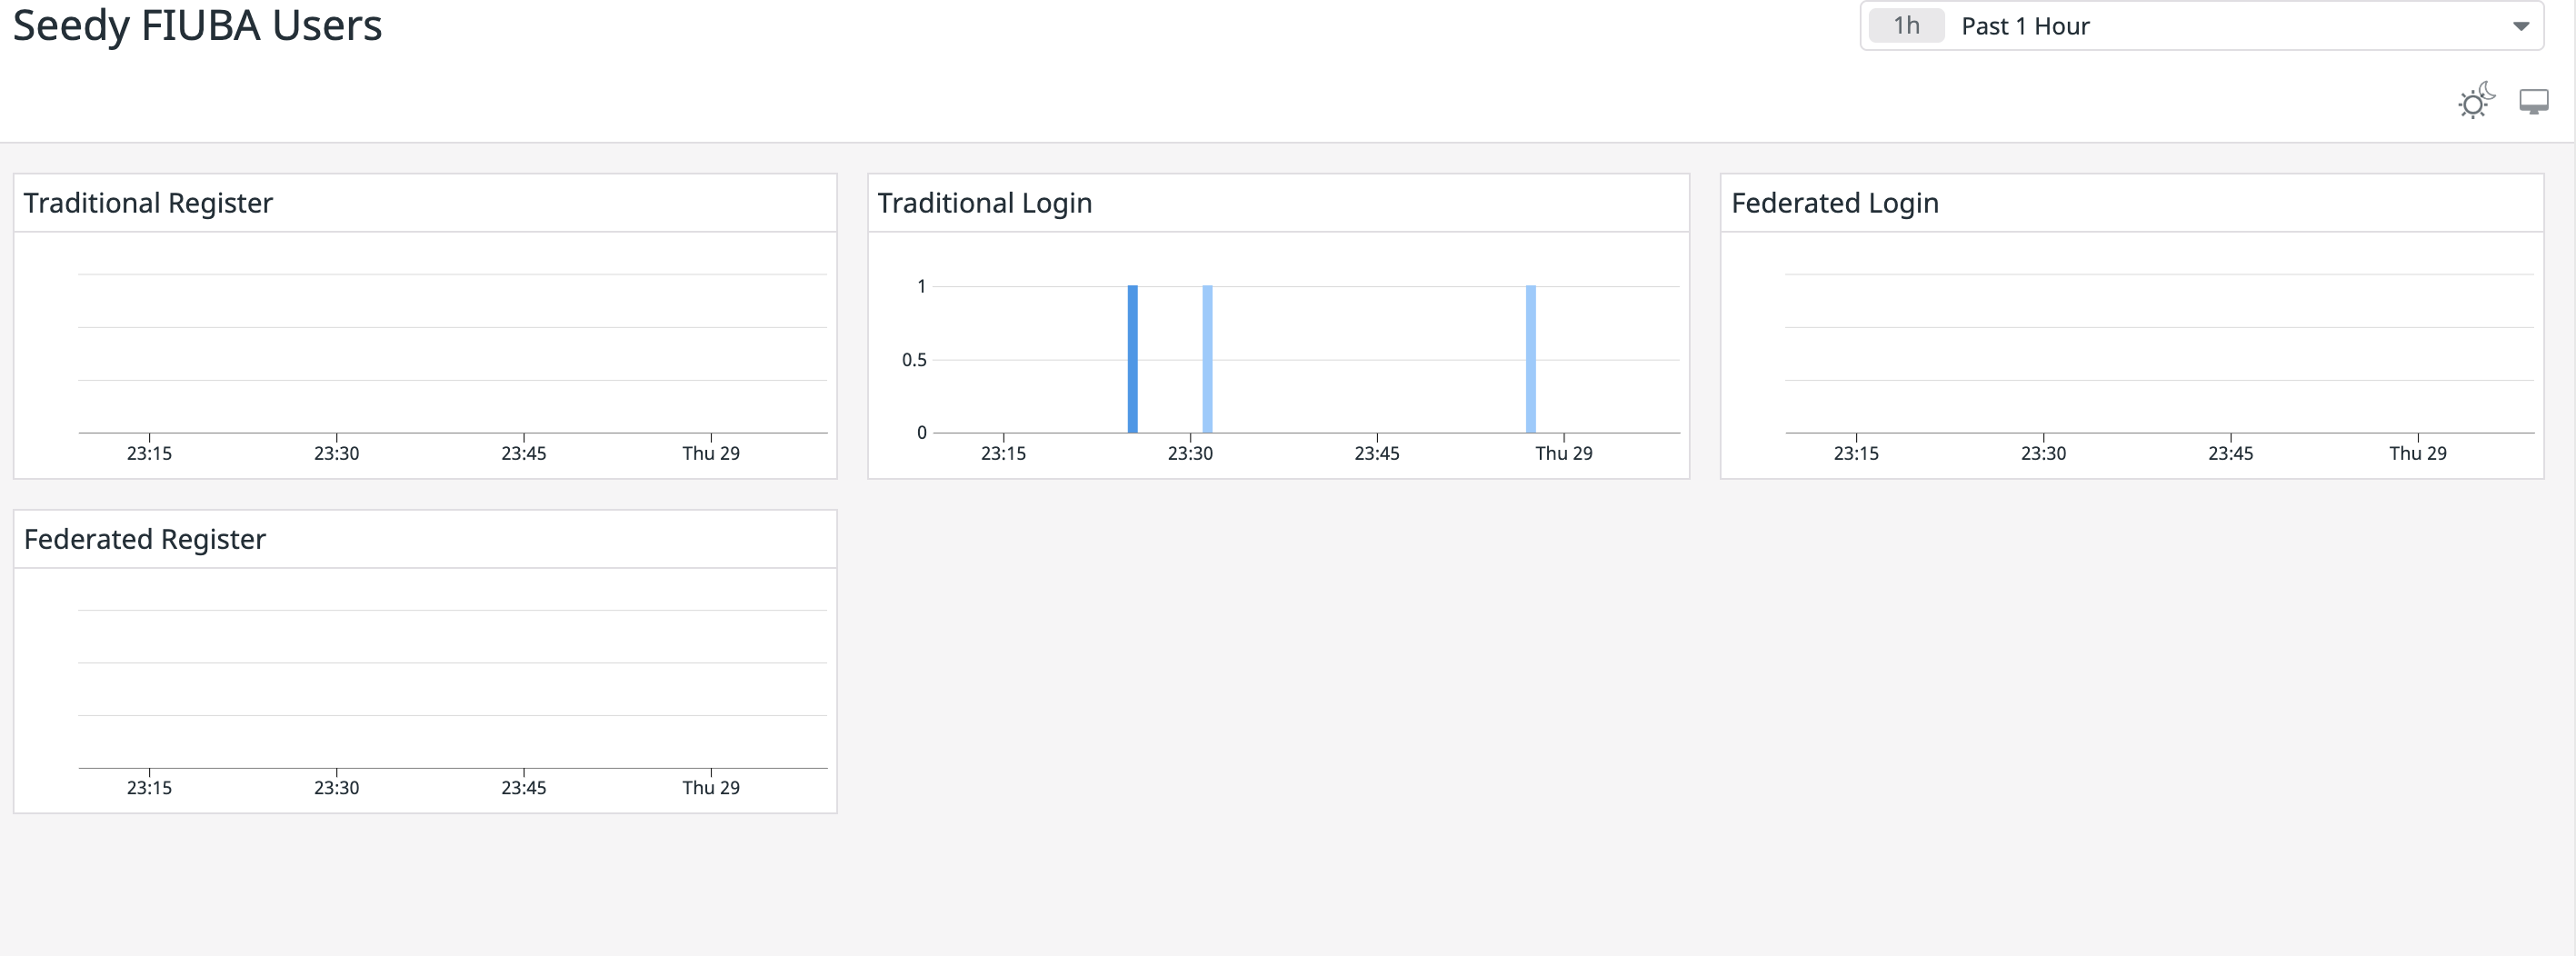 Seedy FIUBA Users
1h Past 1 Hour
Traditional Register
23:15 23:30 23:45 Thu 29
Traditional Login
1
0.5
0
23:15 23:30 23:45 Thu 29
Federated Login
23:15 23:30 23:45 Thu 29
Federated Register
23:15 23:30 23:45 Thu 29